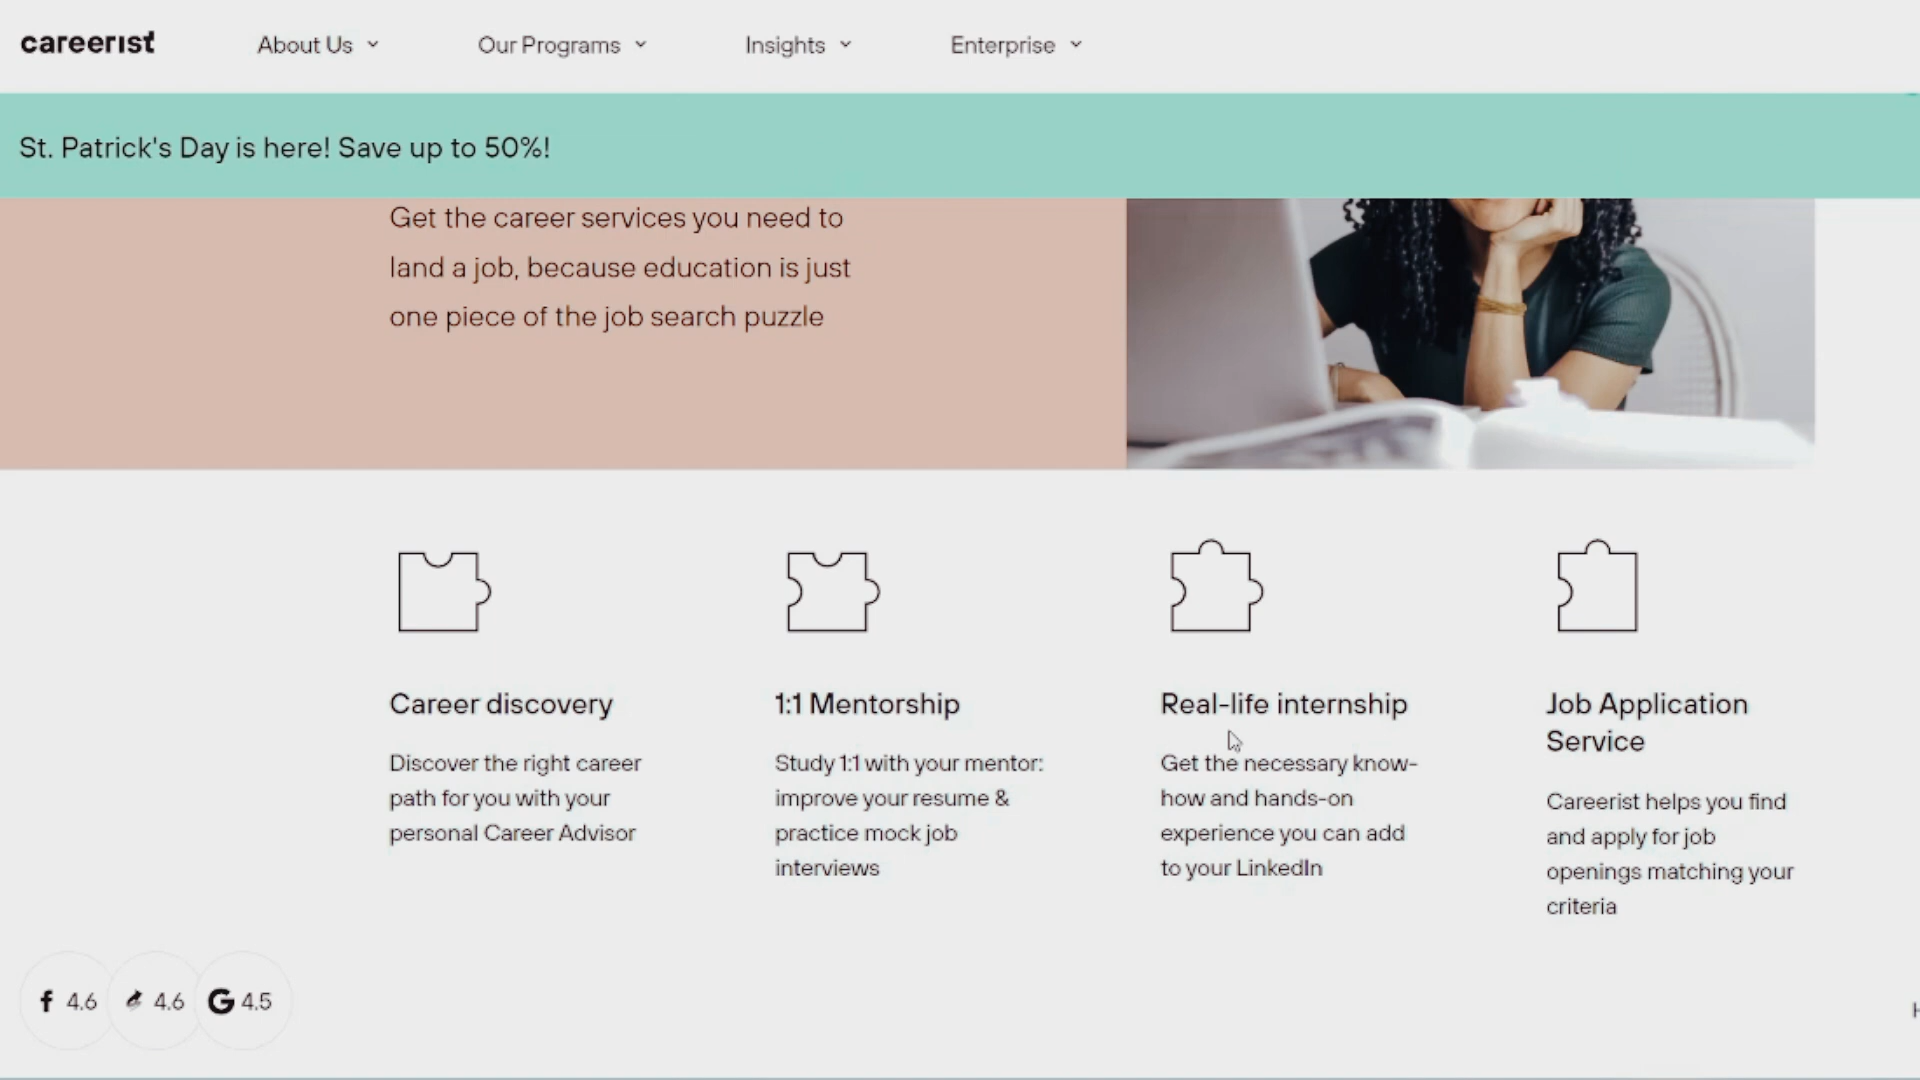 careerist
About Us
Our Programs
Insights
Enterprise
St. Patrick's Day is here! Save up to 50%!
Get the career services you need to
land a job, because education is just
one piece of the job search puzzle
Career discovery
Discover the right career
path for you with your
personal Career Advisor
1:1 Mentorship
Study 1:1 with your mentor:
improve your resume &
practice mock job
interviews
Real-life internship
Get the necessary know-
how and hands-on
experience you can add
to your LinkedIn
Job Application
Service
Careerist helps you find
and apply for job
openings matching your
criteria
f 4.6
4.6
G 4.5